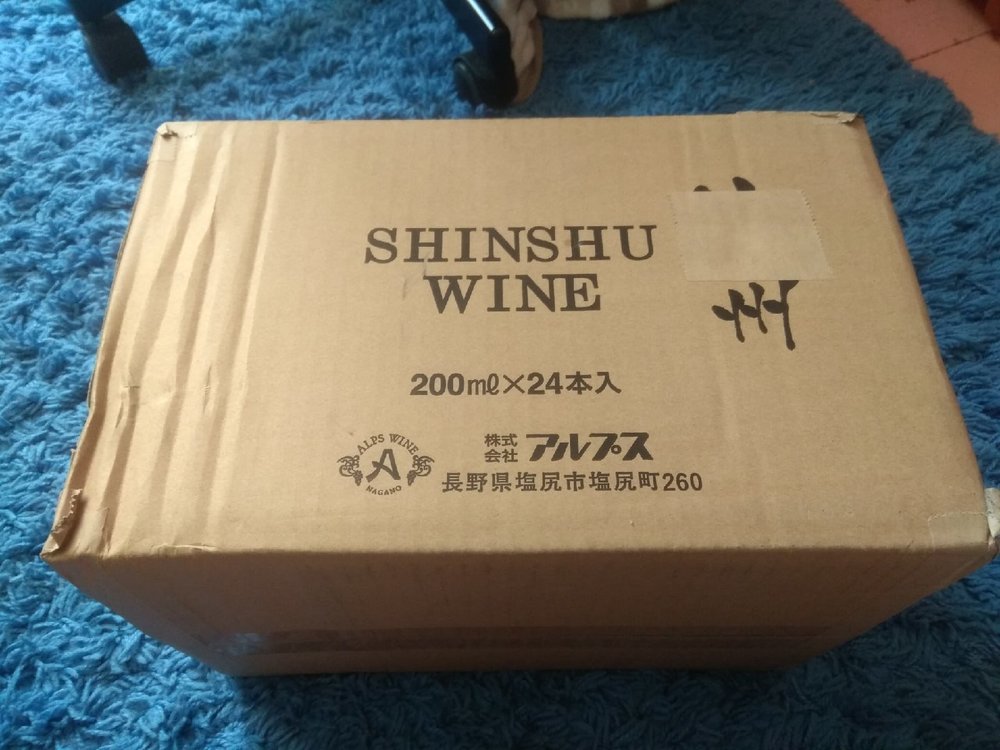 SHINSHU
WINE
州
200ml×24本入
ALPS WINE
A
NAGANO
株式
会社
アルプス
長野県塩尻市塩尻町260